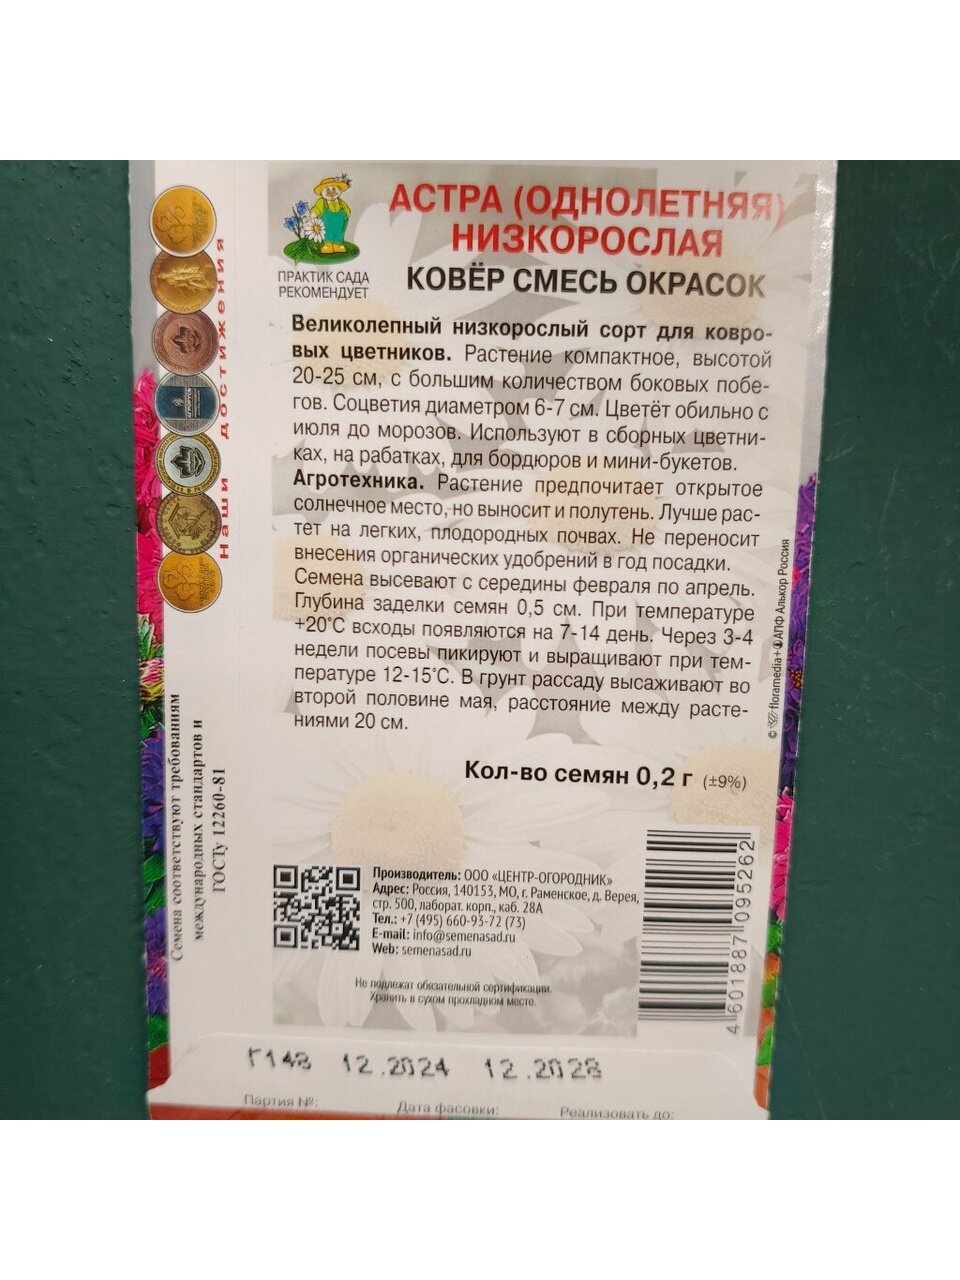 АСТРА (ОДНОЛЕТНЯЯ)
НИЗКОРОСЛАЯ
КОВЁР СМЕСЬ ОКРАСОК
ПРАКТИК САДА
РЕКОМЕНДУЕТ
Великолепный низкорослый сорт для ковро-
вых цветников. Растение компактное, высотой
20-25 см, с большим количеством боковых побе-
гов. Соцветия диаметром 6-7 см. Цветёт обильно с
июля до морозов. Используют в сборных цветни-
ках, на рабатках, для бордюров и мини-букетов.
Агротехника. Растение предпочитает открытое
солнечное место, но выносит и полутень. Лучше рас-
тет на легких, плодородных почвах. Не переносит
внесения органических удобрений в год посадки.
Семена высевают с середины февраля по апрель.
Глубина заделки семян 0,5 см. При температуре
+20°С всходы появляются на 7-14 день. Через 3-4
недели посевы пикируют и выращивают при тем-
пературе 12-15°С. В грунт рассаду высаживают во
второй половине мая, расстояние между расте-
ниями 20 см.
Кол-во семян 0,2 г (±9%)
Производитель: ООО «ЦЕНТР-ОГОРОДНИК»
Адрес: Россия, 140153, МО, г. Раменское, д. Верея,
стр. 500, лаборат. корп., каб. 28А
Тел.: +7 (495) 660-93-72 (73)
E-mail: info@semenasad.ru
Web: semenasad.ru
Не подлежат обязательной сертификации.
Хранить в сухом прохладном месте.
4 601887 095262
Г148 12.2024 12.2028
Партия №: Дата фасовки: Реализовать до:
наши достижения
Семена соответствуют требованиям
международных стандартов и
ГОСТу 12260-81
© floramedia+ АПФ Алькор Россия